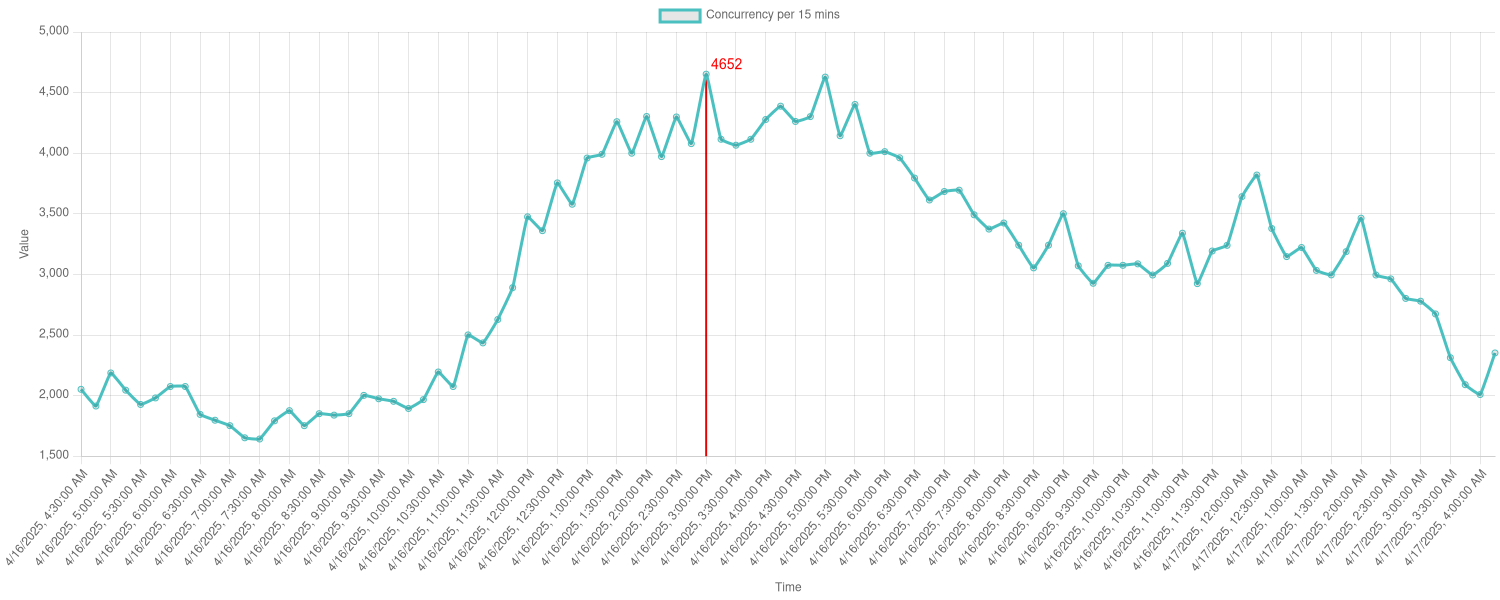 Concurrency per 15 mins
5,000
4,500
4,000
3,500
3,000
2,500
2,000
1,500
Value
4652
4/16/2025, 4:30:00 AM
4/16/2025, 5:00:00 AM
4/16/2025, 5:30:00 AM
4/16/2025, 6:00:00 AM
4/16/2025, 6:30:00 AM
4/16/2025, 7:00:00 AM
4/16/2025, 7:30:00 AM
4/16/2025, 8:00:00 AM
4/16/2025, 8:30:00 AM
4/16/2025, 9:00:00 AM
4/16/2025, 9:30:00 AM
4/16/2025, 10:00:00 AM
4/16/2025, 10:30:00 AM
4/16/2025, 11:00:00 AM
4/16/2025, 11:30:00 AM
4/16/2025, 12:00:00 PM
4/16/2025, 12:30:00 PM
4/16/2025, 1:00:00 PM
4/16/2025, 1:30:00 PM
4/16/2025, 2:00:00 PM
4/16/2025, 2:30:00 PM
4/16/2025, 3:00:00 PM
4/16/2025, 3:30:00 PM
4/16/2025, 4:00:00 PM
4/16/2025, 4:30:00 PM
4/16/2025, 5:00:00 PM
4/16/2025, 5:30:00 PM
4/16/2025, 6:00:00 PM
4/16/2025, 6:30:00 PM
4/16/2025, 7:00:00 PM
4/16/2025, 7:30:00 PM
4/16/2025, 8:00:00 PM
4/16/2025, 8:30:00 PM
4/16/2025, 9:00:00 PM
4/16/2025, 9:30:00 PM
4/16/2025, 10:00:00 PM
4/16/2025, 10:30:00 PM
4/16/2025, 11:00:00 PM
4/16/2025, 11:30:00 PM
4/17/2025, 12:00:00 AM
4/17/2025, 12:30:00 AM
4/17/2025, 1:00:00 AM
4/17/2025, 1:30:00 AM
4/17/2025, 2:00:00 AM
4/17/2025, 2:30:00 AM
4/17/2025, 3:00:00 AM
4/17/2025, 3:30:00 AM
4/17/2025, 4:00:00 AM
Time